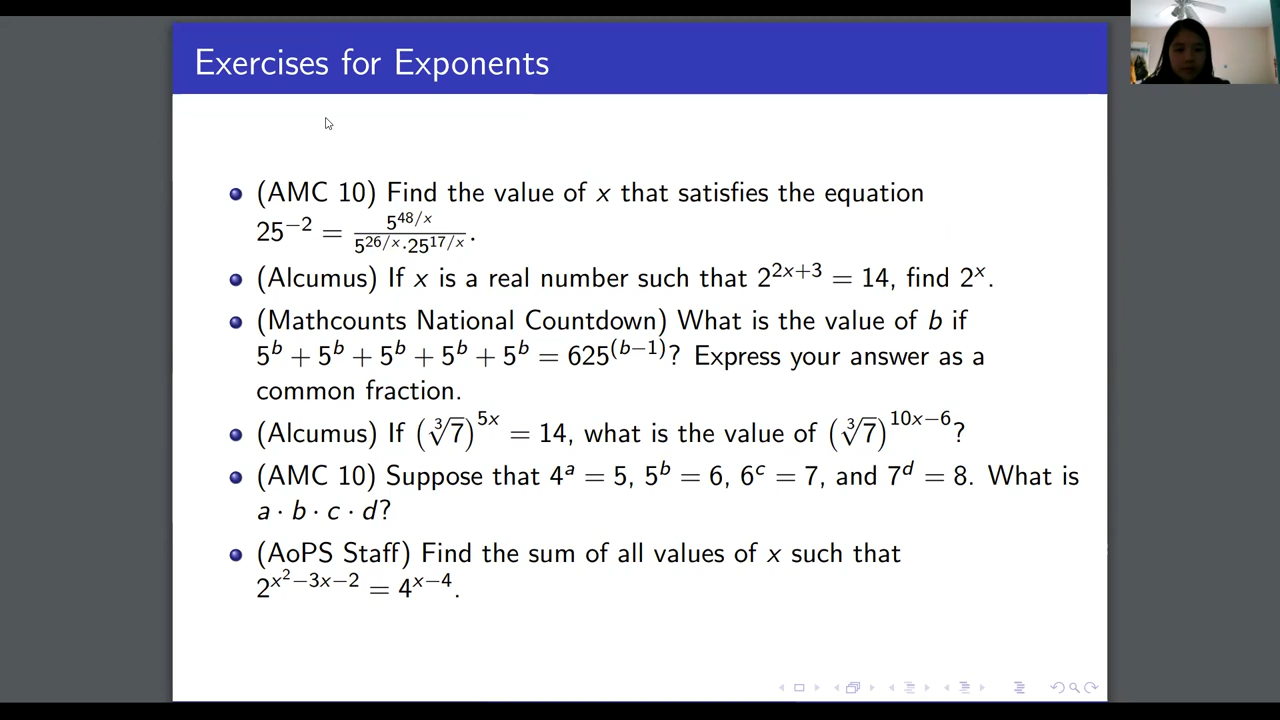 Exercises for Exponents
(AMC 10) Find the value of x that satisfies the equation
25^{−2} = \frac{5^{48/x}}{5^{26/x}·25^{17/x}}.
(Alcumus) If x is a real number such that 2^{2x+3} = 14, find 2^x.
(Mathcounts National Countdown) What is the value of b if
5^b + 5^b + 5^b + 5^b + 5^b = 625^{(b−1)}? Express your answer as a
common fraction.
(Alcumus) If (∛7)^{5x} = 14, what is the value of (∛7)^{10x−6}?
(AMC 10) Suppose that 4^a = 5, 5^b = 6, 6^c = 7, and 7^d = 8. What is
a · b · c · d?
(AoPS Staff) Find the sum of all values of x such that
2^{x^2−3x−2} = 4^{x−4}.